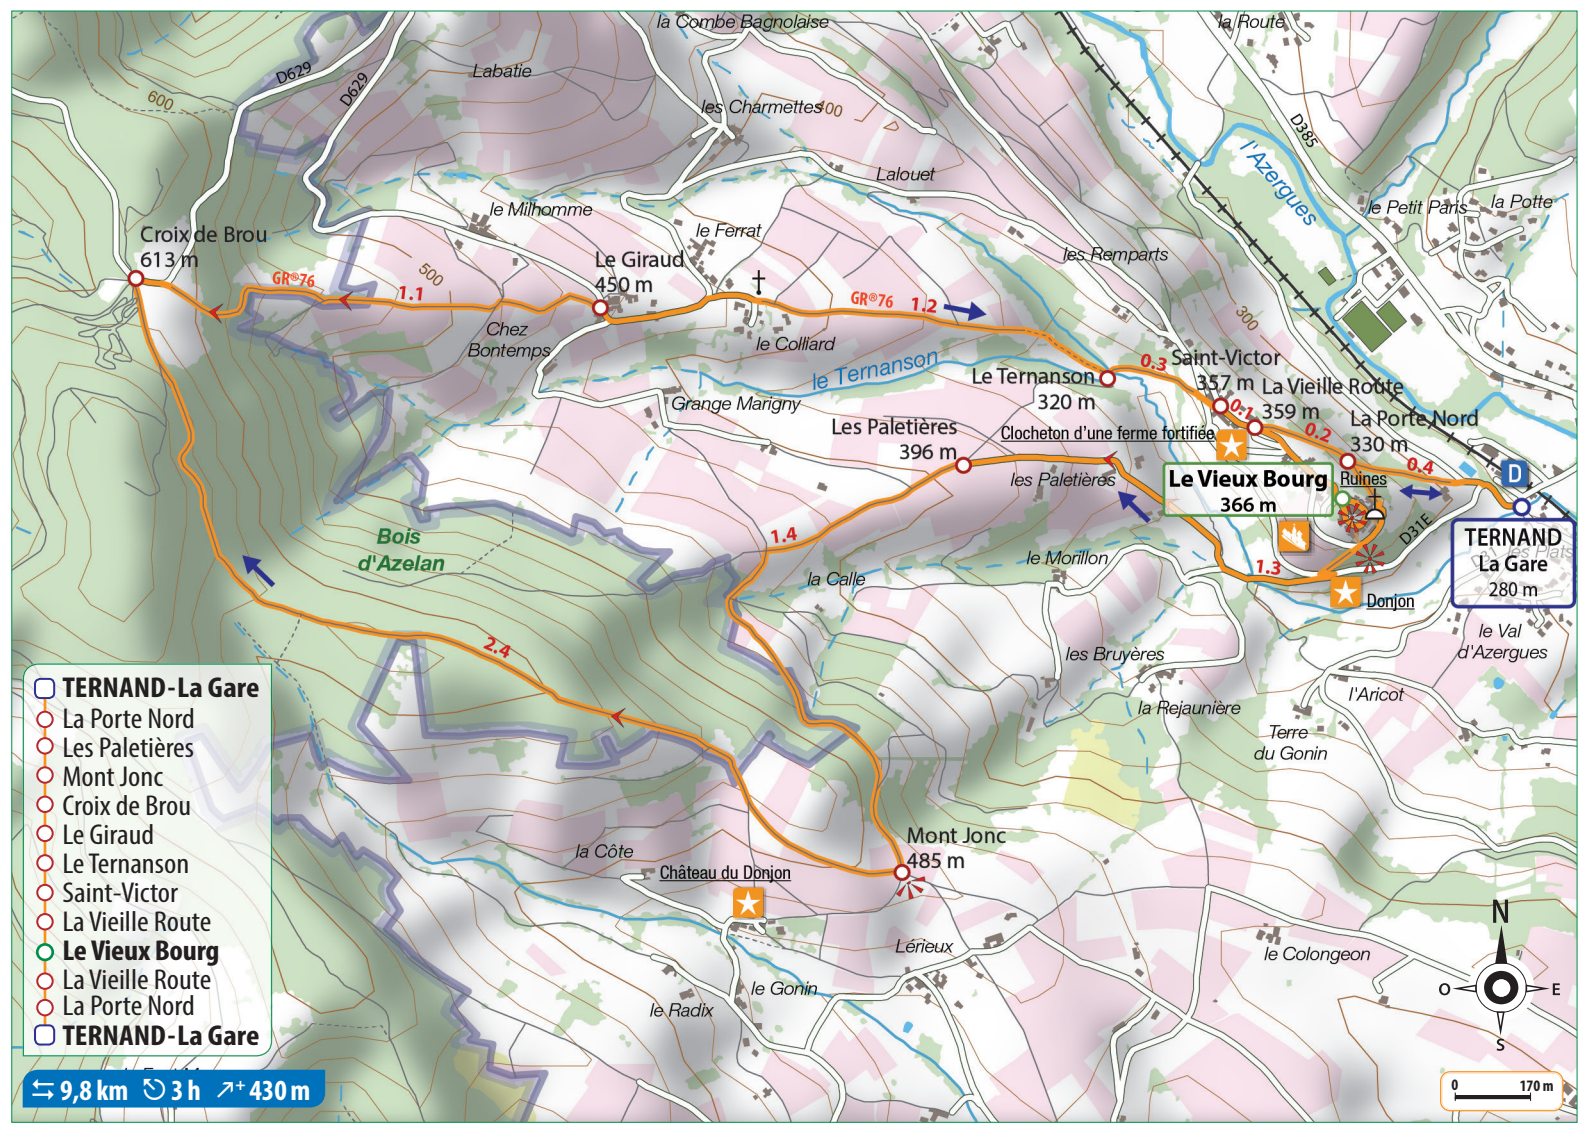 la Combe Bagnolaise
la Route
D629
Labatie
D629
600
les Charmettes
400
D385
l'Azergues
Lalouet
le Milhomme
le Petit Paris
la Potte
Croix de Brou
613 m
le Ferrat
les Remparts
Le Giraud
450 m
GR®76
500
1.1
GR®76
1.2
300
Chez
Bontemps
le Colliard
le Ternanson
Le Ternanson
320 m
0.3
Saint-Victor
357 m
La Vieille Route
359 m
0.1
Grange Marigny
La Porte Nord
330 m
0.2
Les Paletières
396 m
Clocheton d'une ferme fortifiée
0.4
les Paletières
Le Vieux Bourg
366 m
Ruines
D
D31E
TERNAND
La Gare
280 m
les Plats
1.4
Bois
d'Azelan
le Morillon
la Calle
1.3
Donjon
le Val
d'Azergues
2.4
les Bruyères
la Rejaunière
l'Aricot
Terre
du Gonin
TERNAND-La Gare
La Porte Nord
Les Paletières
Mont Jonc
Croix de Brou
Le Giraud
Le Ternanson
Saint-Victor
La Vieille Route
Le Vieux Bourg
La Vieille Route
La Porte Nord
TERNAND-La Gare
Mont Jonc
485 m
la Côte
Château du Donjon
Lérieux
le Colongeon
le Gonin
le Radix
N
O
E
S
9,8 km 3 h + 430 m
0 170 m